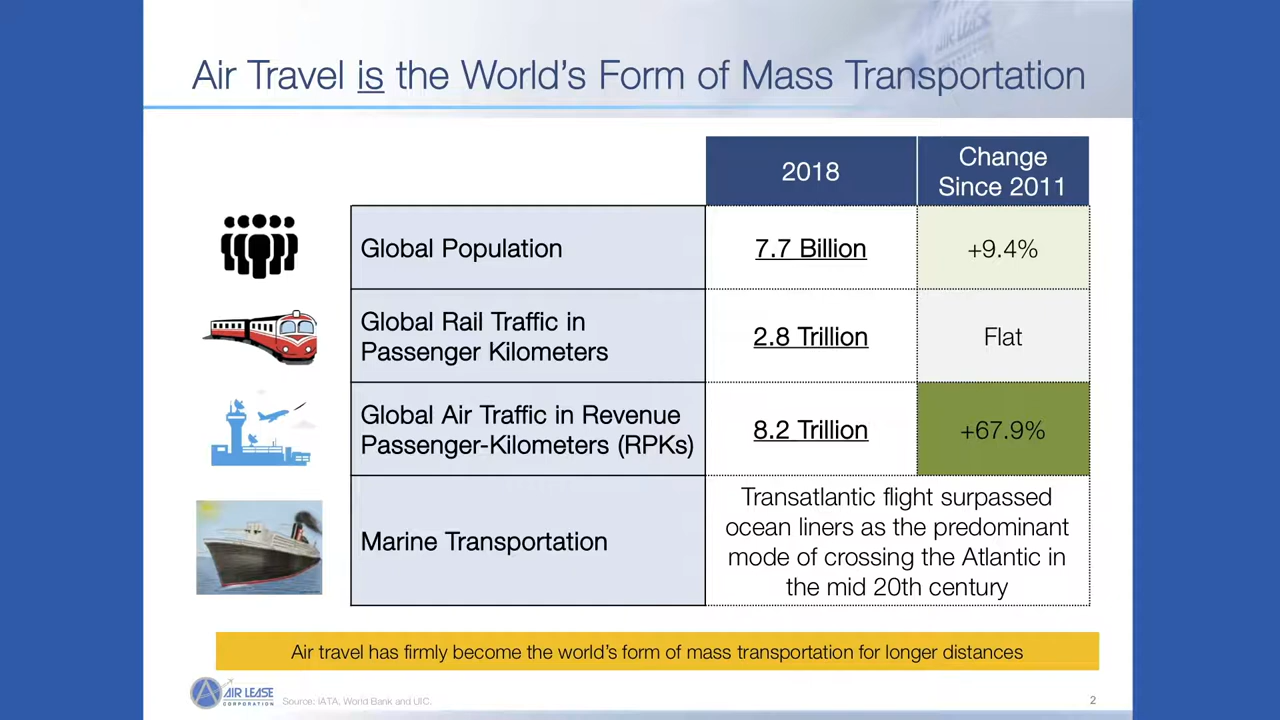 Air Travel is the World's Form of Mass Transportation
2018
Change
Since 2011
Global Population
7.7 Billion
+9.4%
Global Rail Traffic in
Passenger Kilometers
2.8 Trillion
Flat
Global Air Traffic in Revenue
Passenger-Kilometers (RPKs)
8.2 Trillion
+67.9%
Marine Transportation
Transatlantic flight surpassed
ocean liners as the predominant
mode of crossing the Atlantic in
the mid 20th century
Air travel has firmly become the world's form of mass transportation for longer distances
AIR LEASE
CORPORATION
Source: IATA, World Bank and UIC.
2